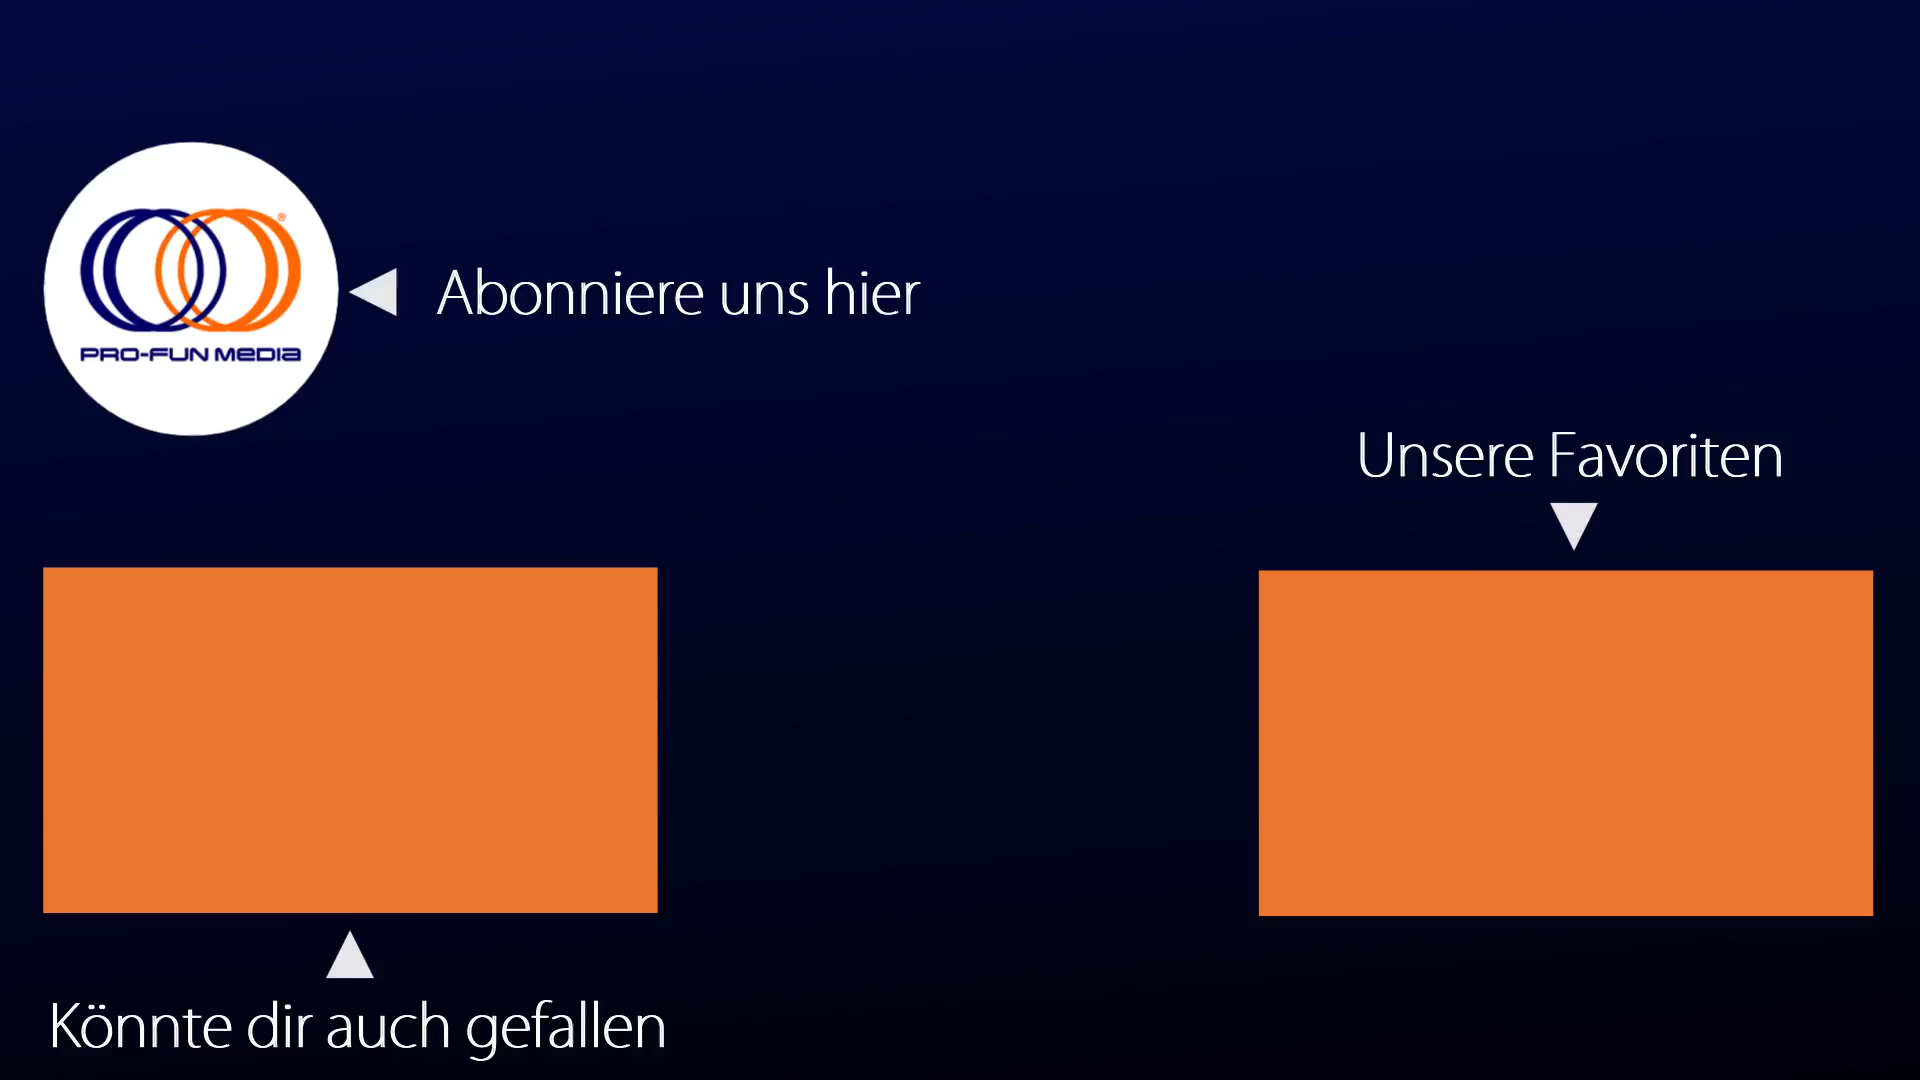 ®
PRO-FUN MEDIA
Abonniere uns hier
Unsere Favoriten
Könnte dir auch gefallen